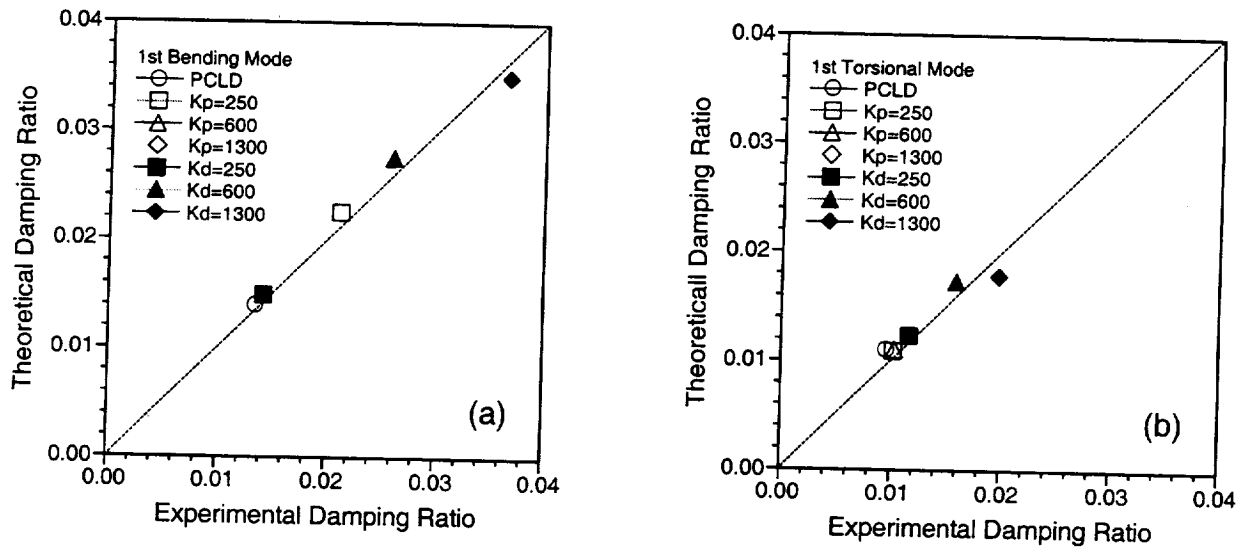 0.04
0.03
0.02
0.01
0.00
Theoretical Damping Ratio
1st Bending Mode
PCLD
Kp=250
Kp=600
Kp=1300
Kd=250
Kd=600
Kd=1300
(a)
0.00 0.01 0.02 0.03 0.04
Experimental Damping Ratio
0.04
0.03
0.02
0.01
0.00
Theoreticall Damping Ratio
1st Torsional Mode
PCLD
Kp=250
Kp=600
Kp=1300
Kd=250
Kd=600
Kd=1300
(b)
0.00 0.01 0.02 0.03 0.04
Experimental Damping Ratio